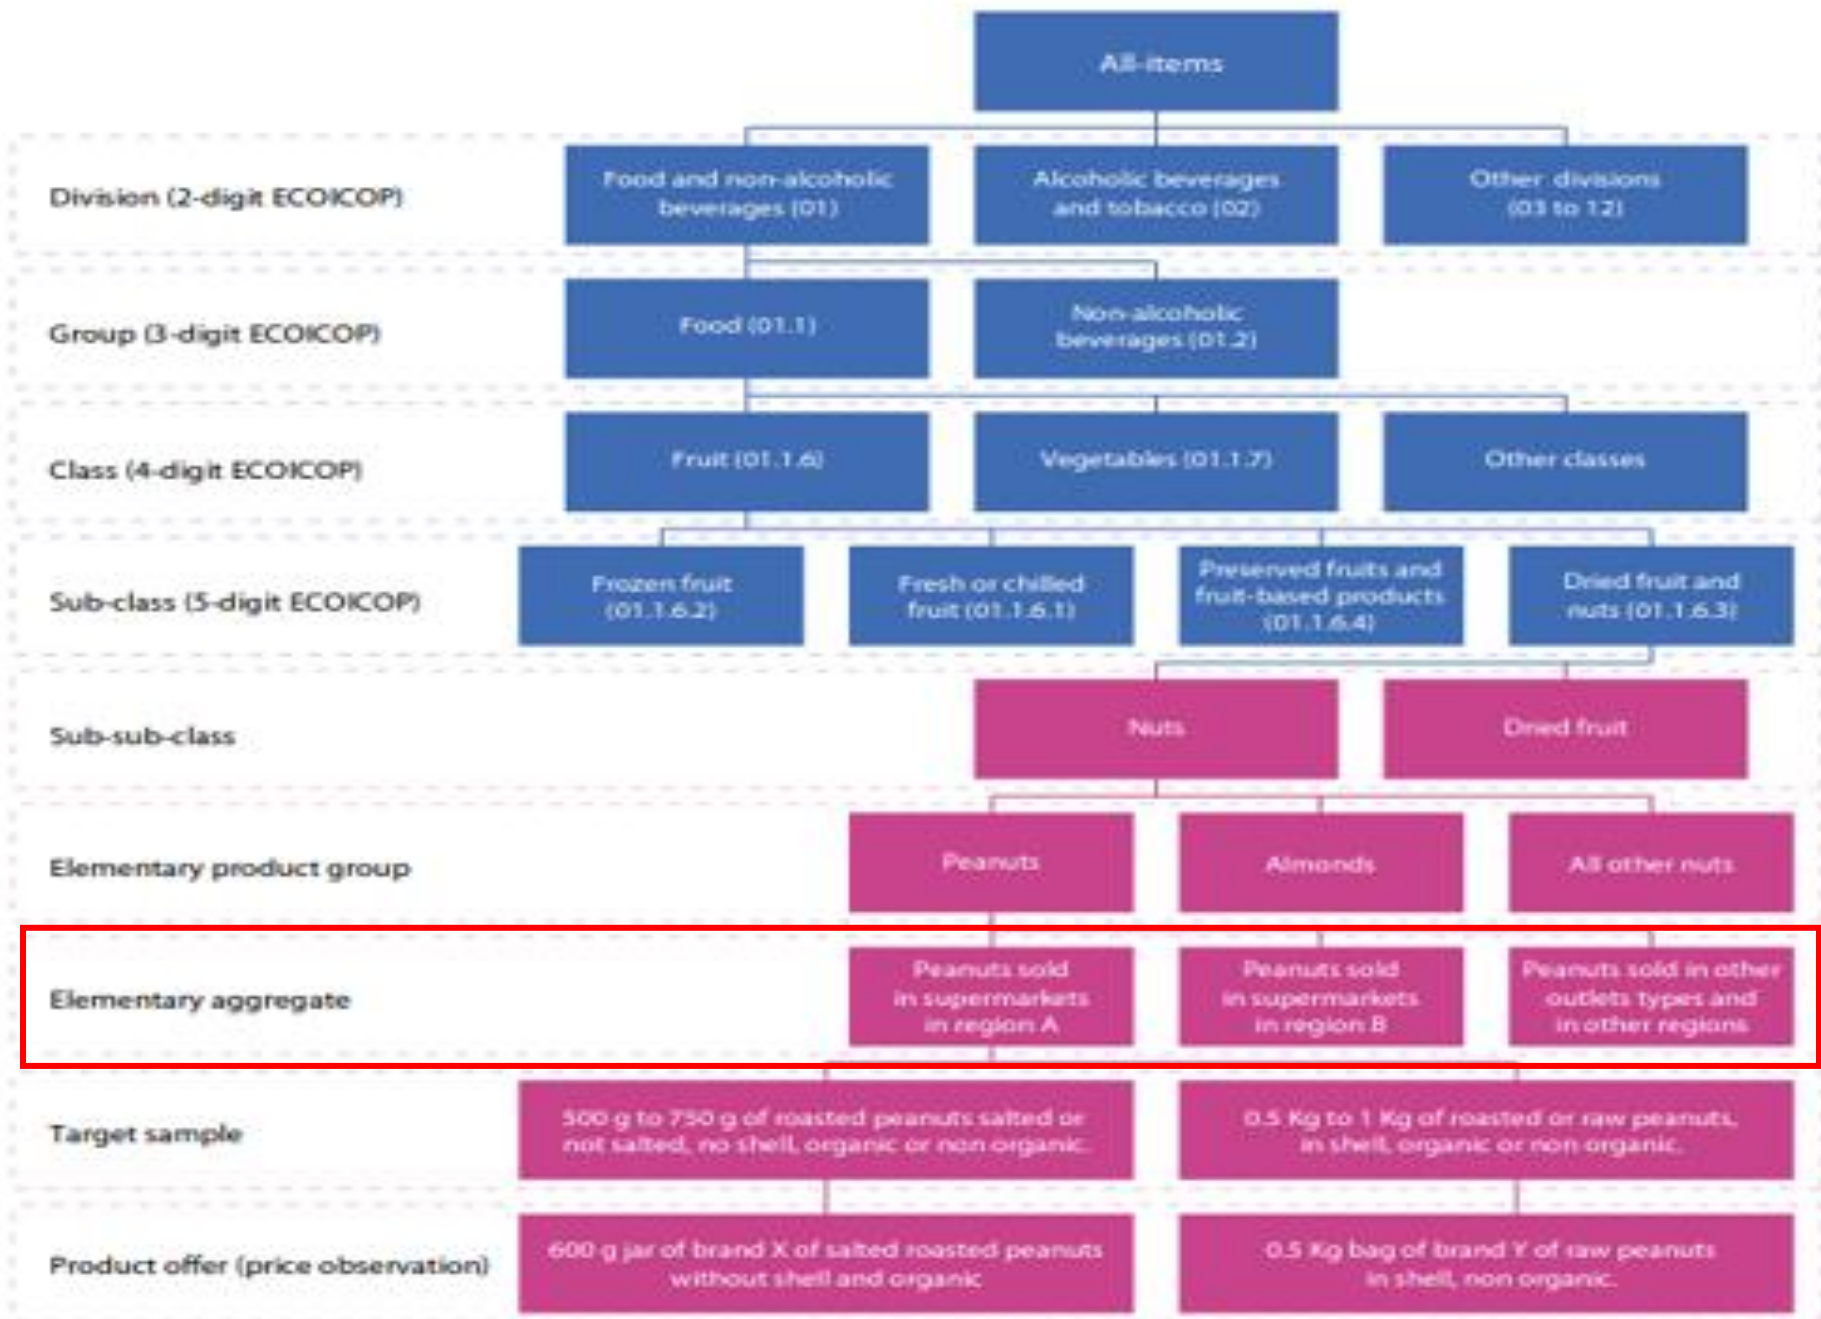 All-items
Division (2-digit ECOICOP)
Food and non-alcoholic
beverages (01)
Alcoholic beverages
and tobacco (02)
Other divisions
(03 to 12)
Group (3-digit ECOICOP)
Food (01.1)
Non-alcoholic
beverages (01.2)
Class (4-digit ECOICOP)
Fruit (01.1.6)
Vegetables (01.1.7)
Other classes
Sub-class (5-digit ECOICOP)
Frozen fruit
(01.1.6.2)
Fresh or chilled
fruit (01.1.6.1)
Preserved fruits and
fruit-based products
(01.1.6.4)
Dried fruit and
nuts (01.1.6.3)
Sub-sub-class
Nuts
Dried fruit
Elementary product group
Peanuts
Almonds
All other nuts
Elementary aggregate
Peanuts sold
in supermarkets
in region A
Peanuts sold
in supermarkets
in region B
Peanuts sold in other
outlets types and
in other regions
Target sample
500 g to 750 g of roasted peanuts salted or
not salted, no shell, organic or non organic.
0.5 Kg to 1 Kg of roasted or raw peanuts,
in shell, organic or non organic.
Product offer (price observation)
600 g jar of brand X of salted roasted peanuts
without shell and organic
0.5 Kg bag of brand Y of raw peanuts
in shell, non organic.